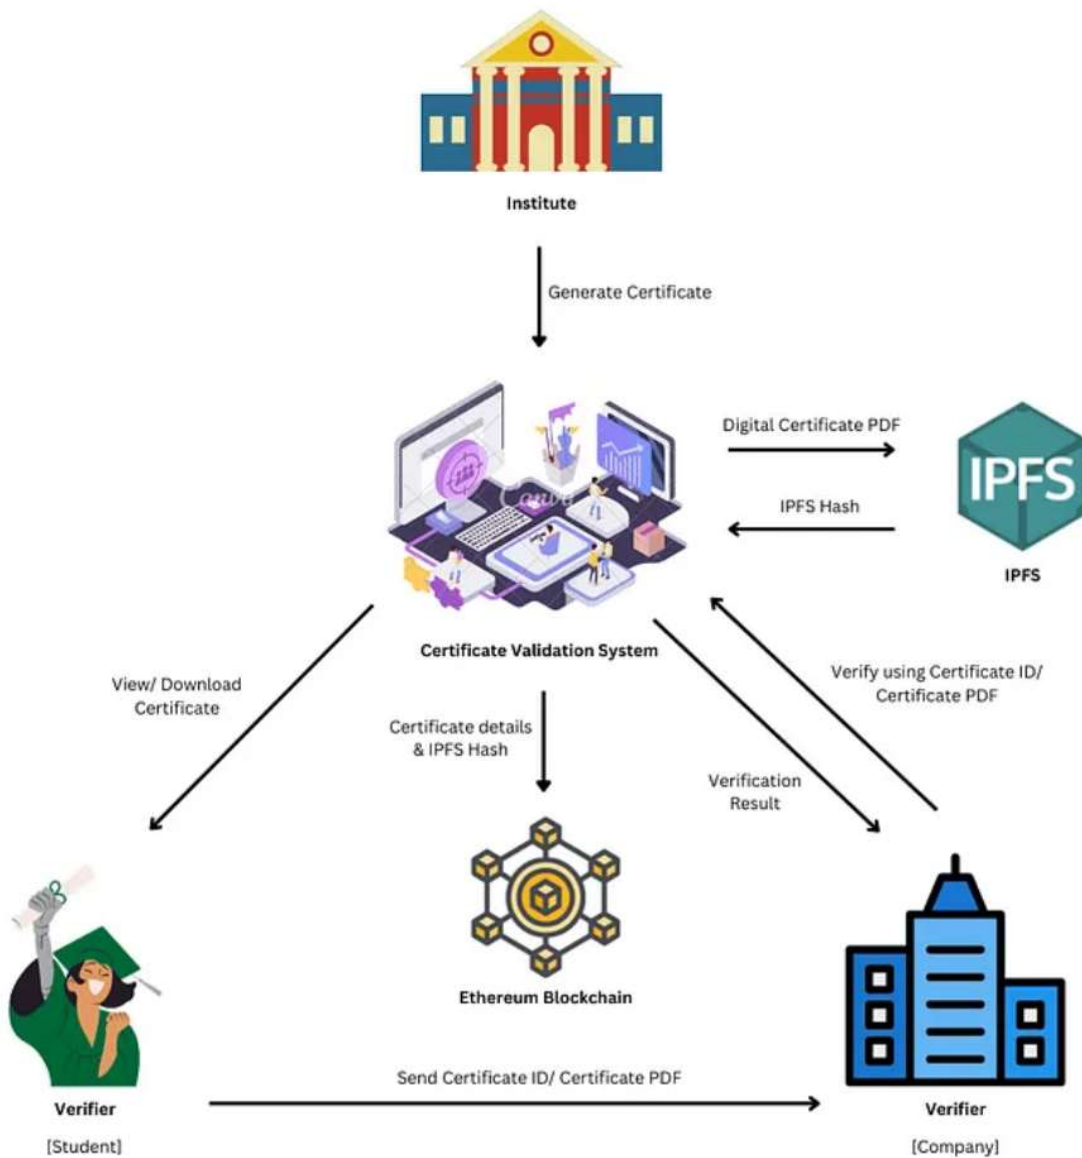 Institute
Generate Certificate
Digital Certificate PDF
IPFS
IPFS Hash
IPFS
Canva
Certificate Validation System
View/ Download
Certificate
Certificate details
& IPFS Hash
Verify using Certificate ID/
Certificate PDF
Verification
Result
Ethereum Blockchain
Send Certificate ID/ Certificate PDF
Verifier
[Student]
Verifier
[Company]